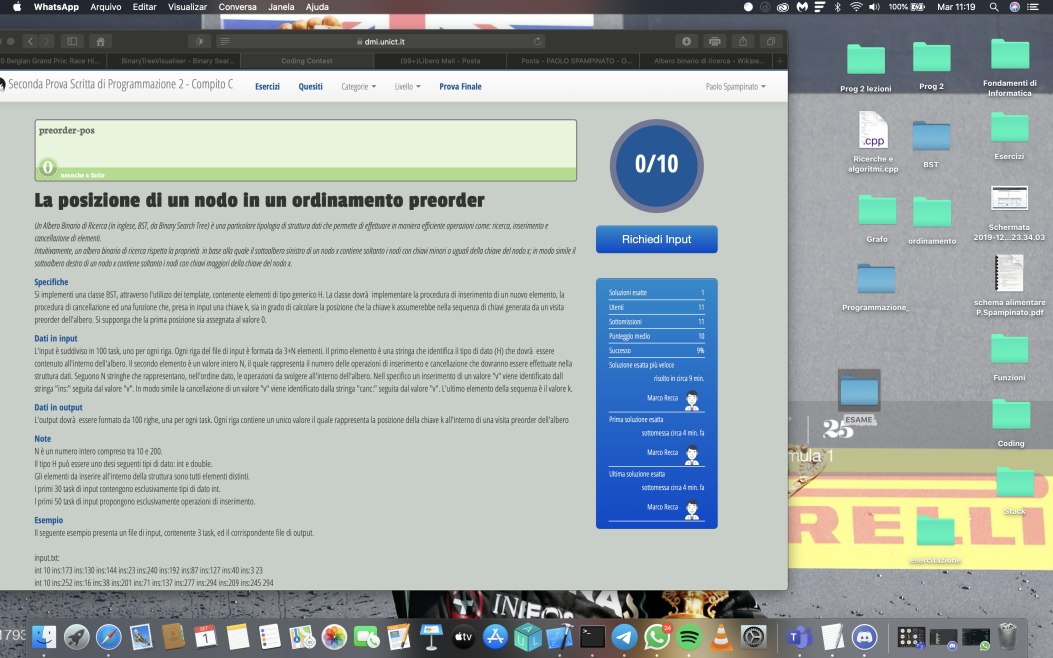 WhatsApp Archivo Editar Visualizar Conversa Janela Ajuda
100% Mar 11:19
dmi.unict.it
0 Belgian Grand Prix: Race Hi... BinaryTreeVisualiser - Binary Sear... Coding Contest (99+)Libero Mail - Posta Posta - PAOLO SPAMPINATO - O... Albero binario di ricerca - Wikipe...
Seconda Prova Scritta di Programmazione 2 - Compito C Esercizi Quesiti Categorie Livello Prova Finale Paolo Spampinato
preorder-pos
0 neanche a farlo
0/10
Richiedi Input
La posizione di un nodo in un ordinamento preorder
Un Albero Binario di Ricerca (in inglese, BST, da Binary Search Tree) è una particolare tipologia di struttura dati che permete di effettuare in maniera efficiente operazioni come: ricerca, inserimento e
cancellazione di elementi.
Intuitivamente, un albero binario di ricerca rispetta la proprietà in base alla quale il sottoalbero sinistro di un nodo x contiene soltanto i nodi con chiavi minori o uguali della chiave del nodo x; in nodo simile il
sottoalbero destro di un nodo x contiene soltanto i nodi con chiavi maggiori della chiave del nodo x.
Specifiche
Si implementi una classe BST, attraverso l'utilizzo dei template, contenente elementi di tipo generico H. La classe dovrà implementare la procedura di inserimento di un nuovo elemento, la
procedura di cancellazione ed una funzione che, presa in input una chiave k, sia in grado di calcolare la posizione che la chiave k assumerebbe nella sequenza di chiavi generata da un visita
preorder dell'albero. Si supponga che la prima posizione sia assegnata al valore 0.
Dati in input
L'input è suddiviso in 100 task, uno per ogni riga. Ogni riga del file di input è formata da 3+N elementi. Il primo elemento è una stringa che identifica il tipo di dato (H) che dovrà essere
contenuto all'interno dell'albero. Il secondo elemento è un valore intero N, il quale rappresenta il numero delle operazioni di inserimento e cancellazione che dovranno essere effettuate nella
struttura dati. Seguono N stringhe che rappresentano, nell'ordine dato, le operazioni da svolgere all'interno dell'albero. Nell specifico un inserimento di un valore "v" viene identificato dall
stringa "ins:" seguita dal valore "v". In modo simile la cancellazione di un valore "v" viene identificato dalla stringa "canc:" seguita dal valore "v". L'ultimo elemento della sequenza è il valore k.
Dati in output
L'output dovrà essere formato da 100 righe, una per ogni task. Ogni riga contiene un unico valore il quale rappresenta la posizione della chiave k all'interno di una visita preorder dell'albero
Note
N è un numero intero compreso tra 10 e 200.
Il tipo H può essere uno desi seguenti tipi di dato: int e double.
Gli elementi da inserire all'interno della struttura sono tutti elementi distinti.
I primi 30 task di input contengono esclusivamente tipi di dato int.
I primi 50 task di input propongono esclusivamente operazioni di inserimento.
Esempio
Il seguente esempio presenta un file di input, contenente 3 task, ed il corrispondente file di output.
input.txt:
int 10 ins:173 ins:130 ins:144 ins:23 ins:240 ins:192 ins:87 ins:127 ins:40 ins:3 23
int 10 ins:252 ins:16 ins:38 ins:201 ins:71 ins:137 ins:277 ins:294 ins:209 ins:245 294
Soluzioni esatte 1
Utenti 11
Sottomissioni 11
Punteggio medio 10
Successo 9%
Soluzione esatta più veloce
risolto in circa 9 min.
Marco Recca
Prima soluzione esatta
sottomessa circa 4 min. fa
Marco Recca
Ultima soluzione esatta
sottomessa circa 4 min. fa
Marco Recca
Prog 2 lezioni
Prog 2
Fondamenti di
Informatica
.cpp
Ricerche e
algoritmi.cpp
BST
Esercizi
Grafo
ordinamento
Schermata
2019-12...23.34.03
Programmazione_
schema alimentare
P.Spampinato.pdf
Funzioni
ESAME
25
mula 1
Coding
Stack
RELLI
esercitazione
1793
SET
1
tv
24